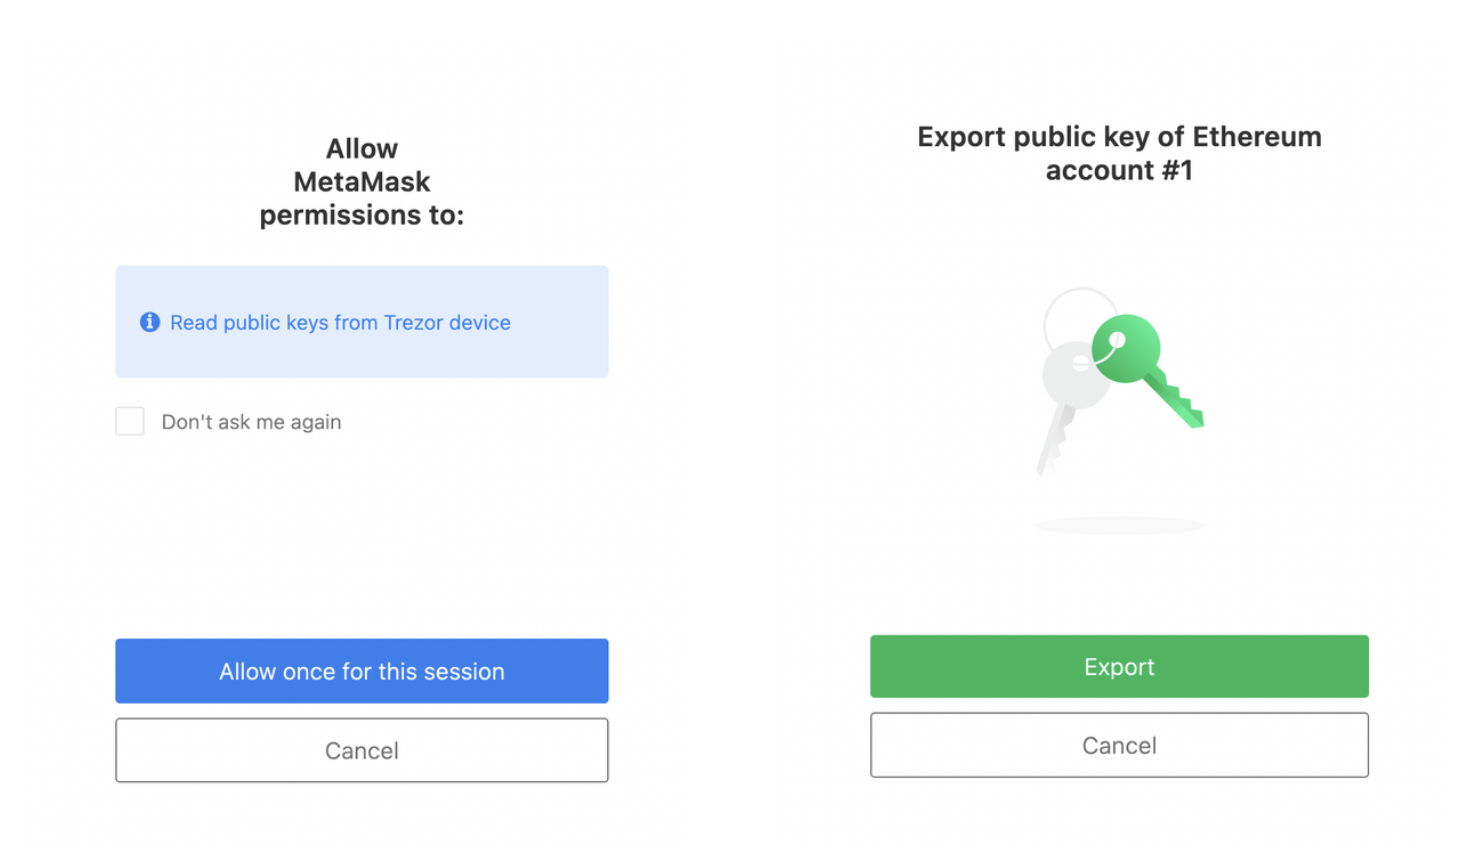 Allow
MetaMask
permissions to:
Read public keys from Trezor device
Don't ask me again
Allow once for this session
Cancel
Export public key of Ethereum
account #1
Export
Cancel